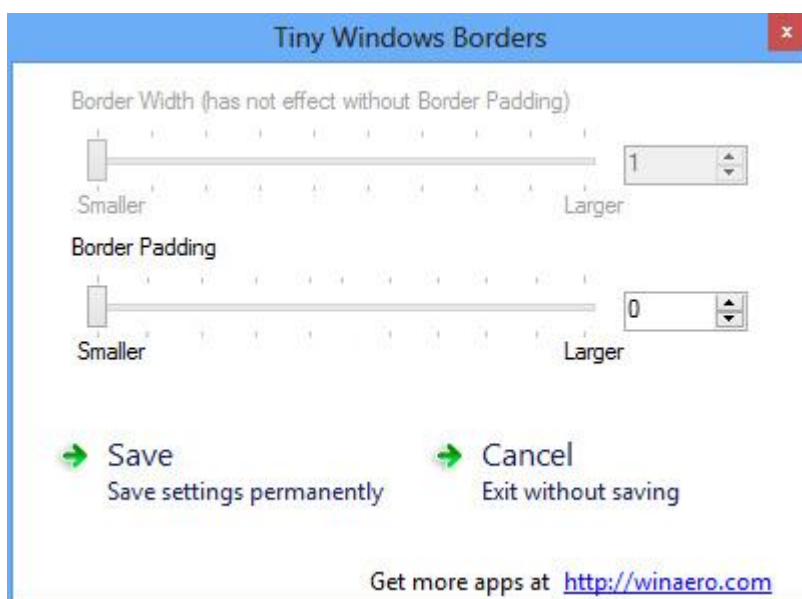 Tiny Windows Borders
x
Border Width (has not effect without Border Padding)
1
Smaller Larger
Border Padding
0
Smaller Larger
Save Cancel
Save settings permanently Exit without saving
Get more apps at http://winaero.com